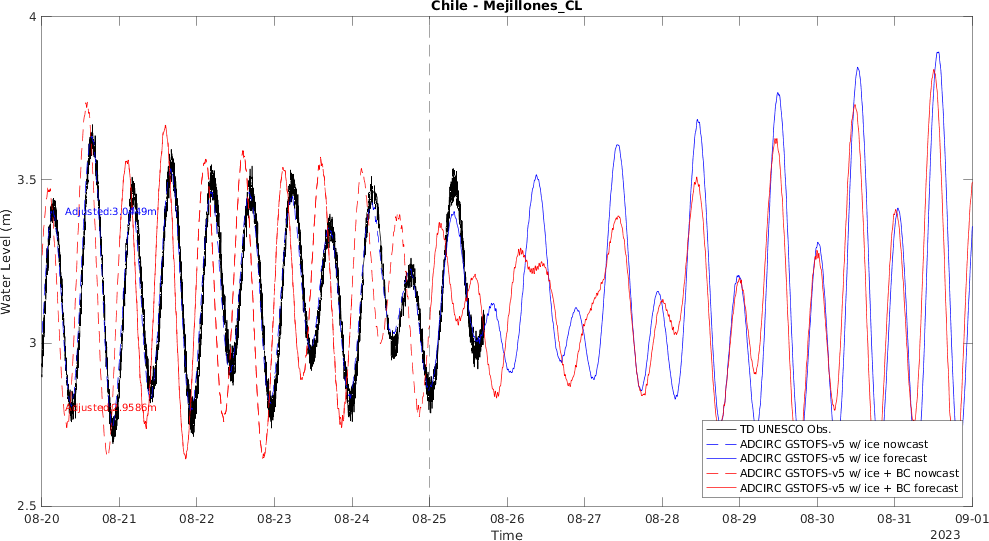 Chile - Mejillones_CL
4
3.5
3
2.5
Water Level (m)
Adjusted:3.0449m
Adjusted:2.9586m
TD UNESCO Obs.
ADCIRC GSTOFS-v5 w/ ice nowcast
ADCIRC GSTOFS-v5 w/ ice forecast
ADCIRC GSTOFS-v5 w/ ice + BC nowcast
ADCIRC GSTOFS-v5 w/ ice + BC forecast
08-20 08-21 08-22 08-23 08-24 08-25 08-26 08-27 08-28 08-29 08-30 08-31 09-01
Time
2023